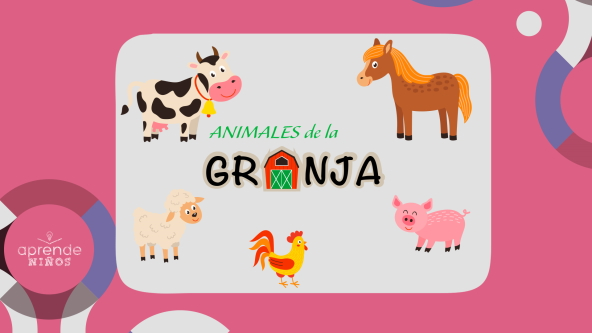 ANIMALES de la
GRANJA
aprende
NIÑOS